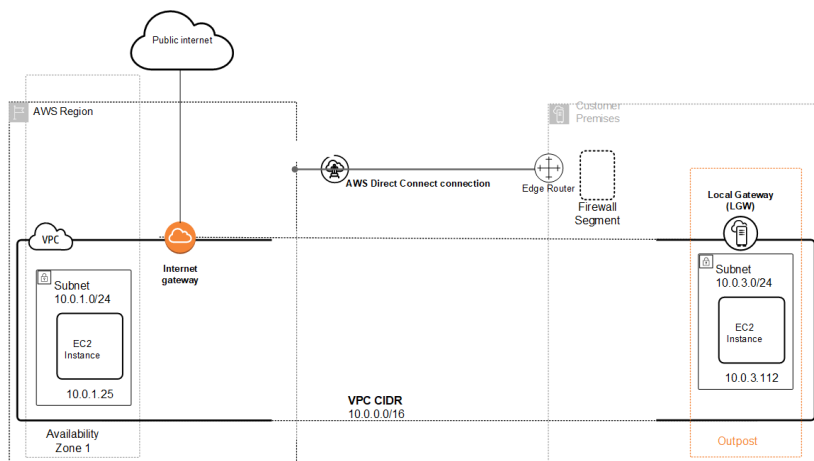 Public internet
AWS Region
Customer
Premises
AWS Direct Connect connection
Edge Router
Firewall
Segment
Local Gateway
(LGW)
VPC
Internet
gateway
Subnet
10.0.1.0/24
EC2
Instance
10.0.1.25
Subnet
10.0.3.0/24
EC2
Instance
10.0.3.112
VPC CIDR
10.0.0.0/16
Availability
Zone 1
Outpost